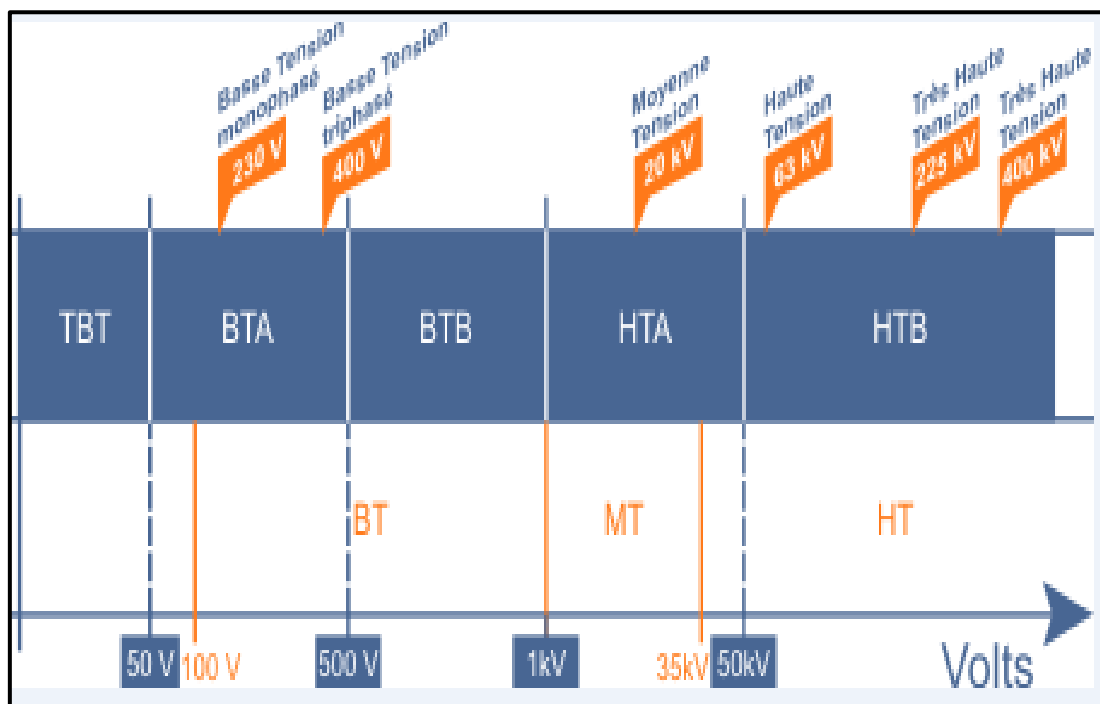 Basse Tension
monophasé
230 V
Basse Tension
triphasé
400 V
Moyenne
Tension
20 kV
Haute
Tension
63 kV
Très Haute
Tension
225 kV
Très Haute
Tension
400 kV
TBT
BTA
BTB
HTA
HTB
BT
MT
HT
50 V
100 V
500 V
1kV
35kV
50kV
Volts